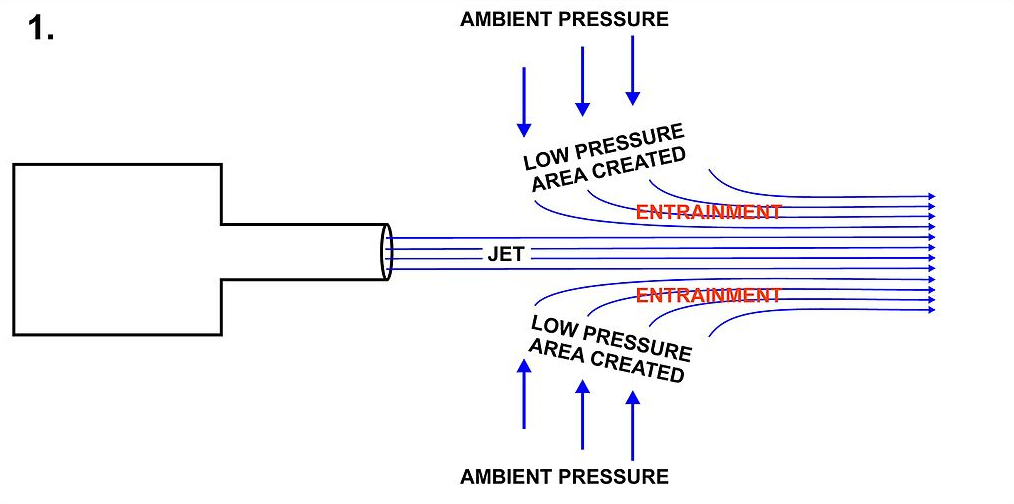 1.
AMBIENT PRESSURE
LOW PRESSURE
AREA CREATED
ENTRAINMENT
JET
ENTRAINMENT
LOW PRESSURE
AREA CREATED
AMBIENT PRESSURE